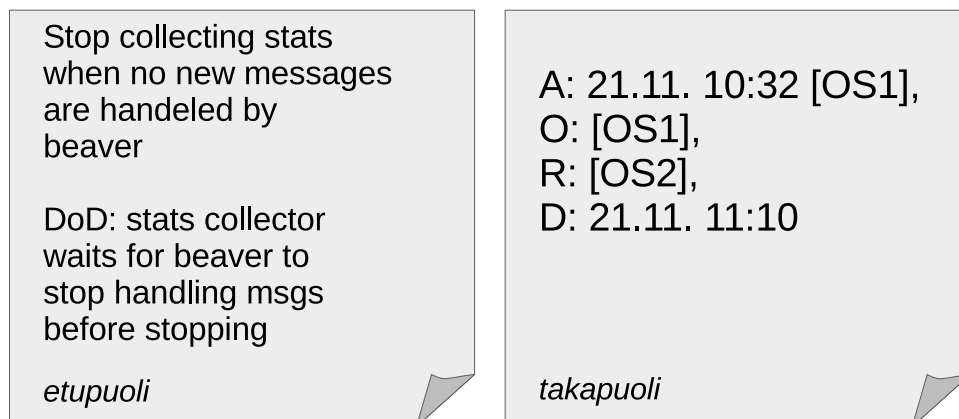 Stop collecting stats
when no new messages
are handeled by
beaver
DoD: stats collector
waits for beaver to
stop handling msgs
before stopping
etupuoli
A: 21.11. 10:32 [OS1],
O: [OS1],
R: [OS2],
D: 21.11. 11:10
takapuoli